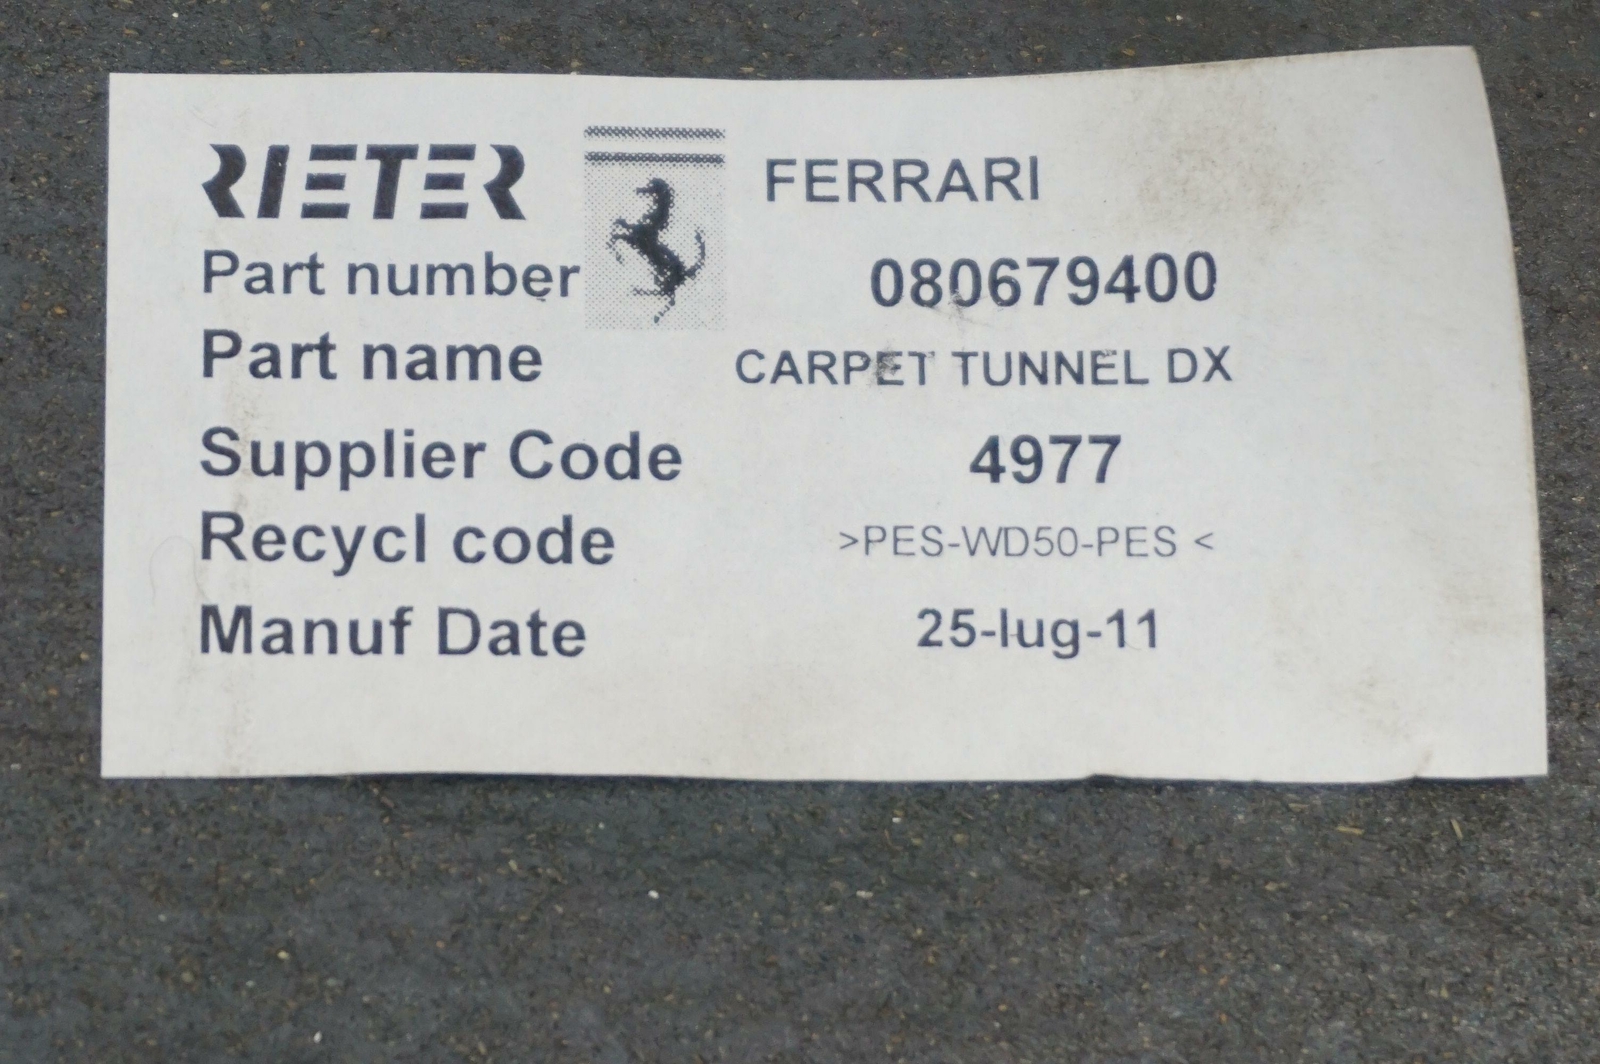 RIETER FERRARI
Part number 080679400
Part name CARPET TUNNEL DX
Supplier Code 4977
Recycl code >PES-WD50-PES <
Manuf Date 25-lug-11